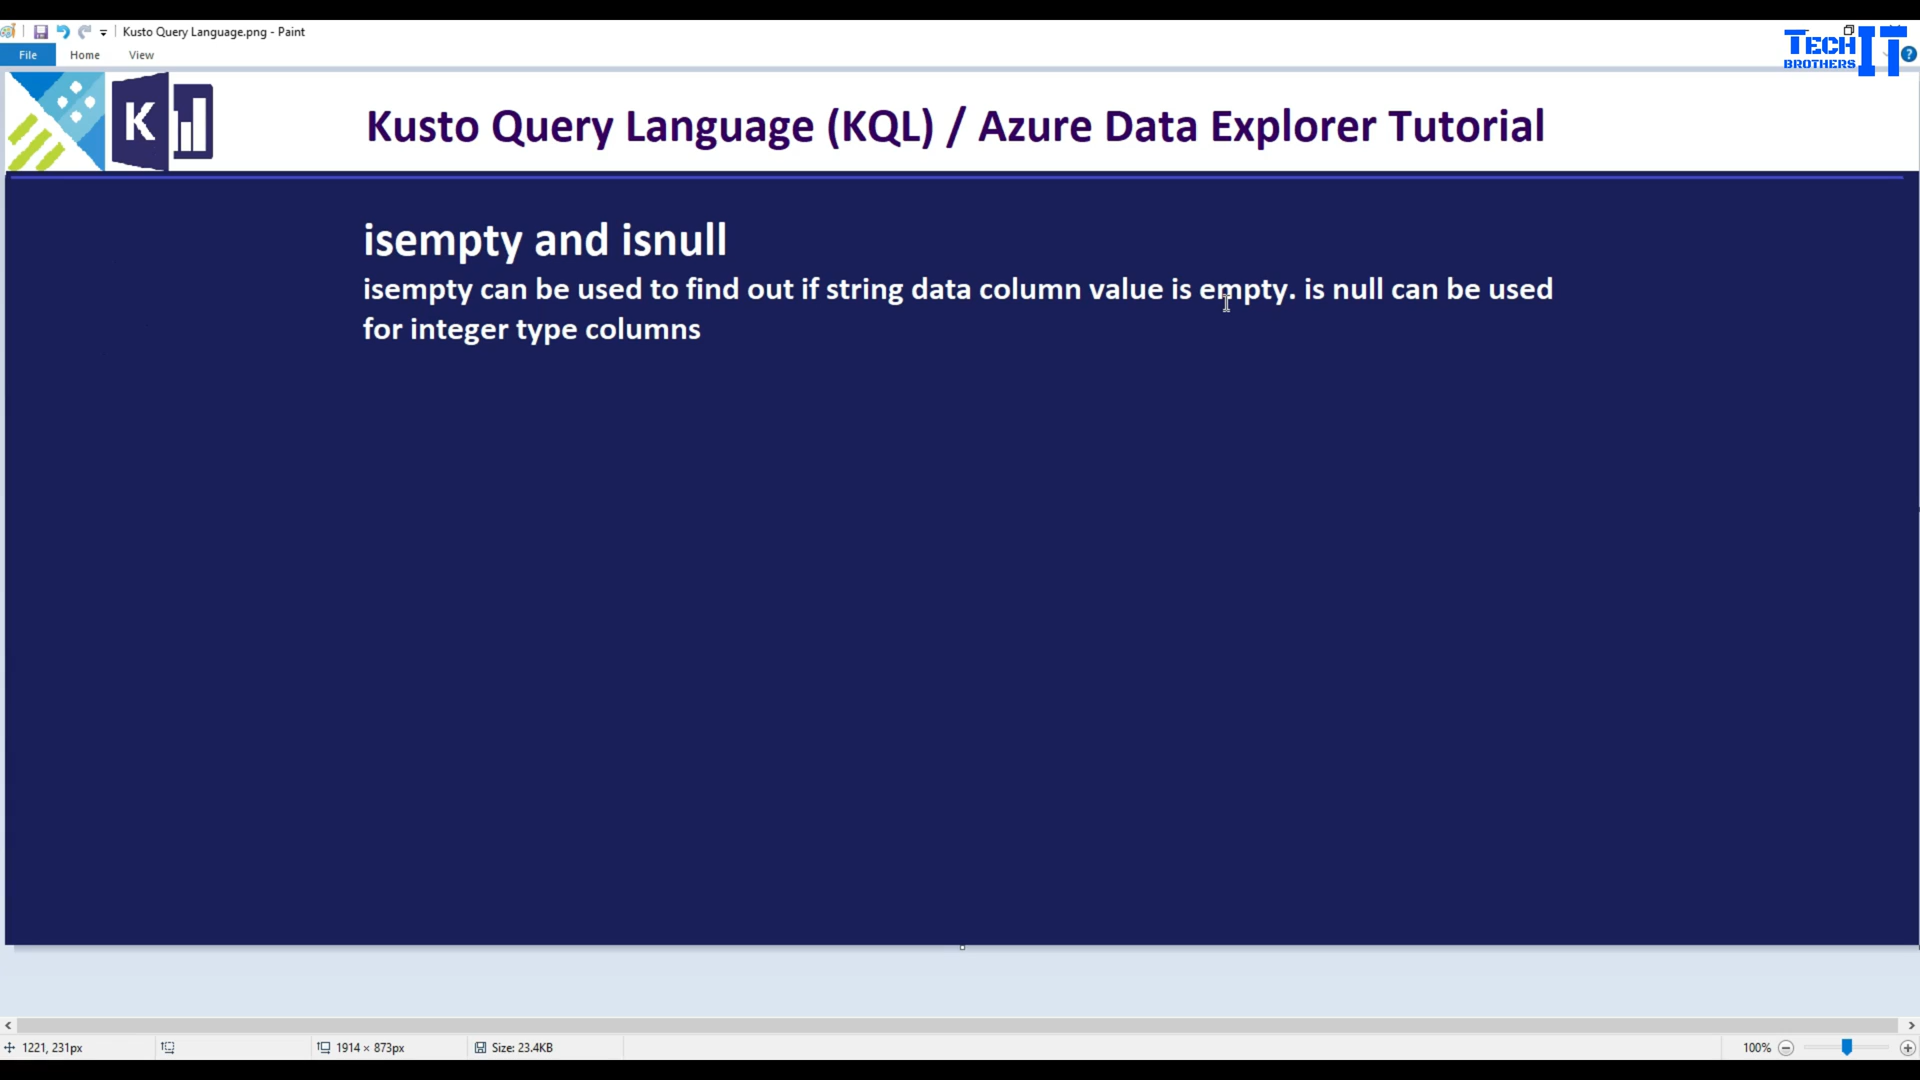 Kusto Query Language.png - Paint
TECH IT
BROTHERS
?
File Home View
K
Kusto Query Language (KQL) / Azure Data Explorer Tutorial
isempty and isnull
isempty can be used to find out if string data column value is empty. is null can be used
for integer type columns
1221, 231px
1914 × 873px
Size: 23.4KB
100%